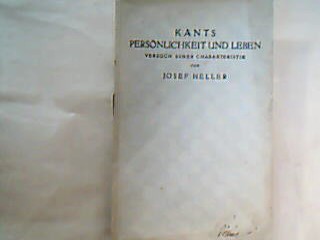 KANTS
PERSÖNLICHKEIT UND LEBEN
VERSUCH EINER CHARAKTERISTIK
VON
JOSEF HELLER